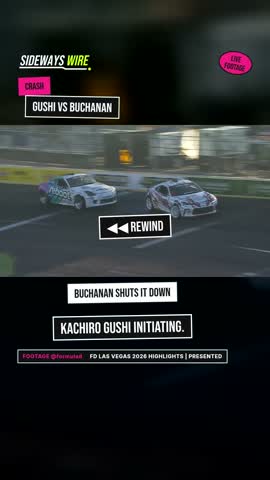 SIDEWAYS WIRE.
LIVE
FOOTAGE
CRASH
GUSHI VS BUCHANAN
REWIND
BUCHANAN SHUTS IT DOWN
KACHIRO GUSHI INITIATING.
FOOTAGE @formulad FD LAS VEGAS 2026 HIGHLIGHTS | PRESENTED